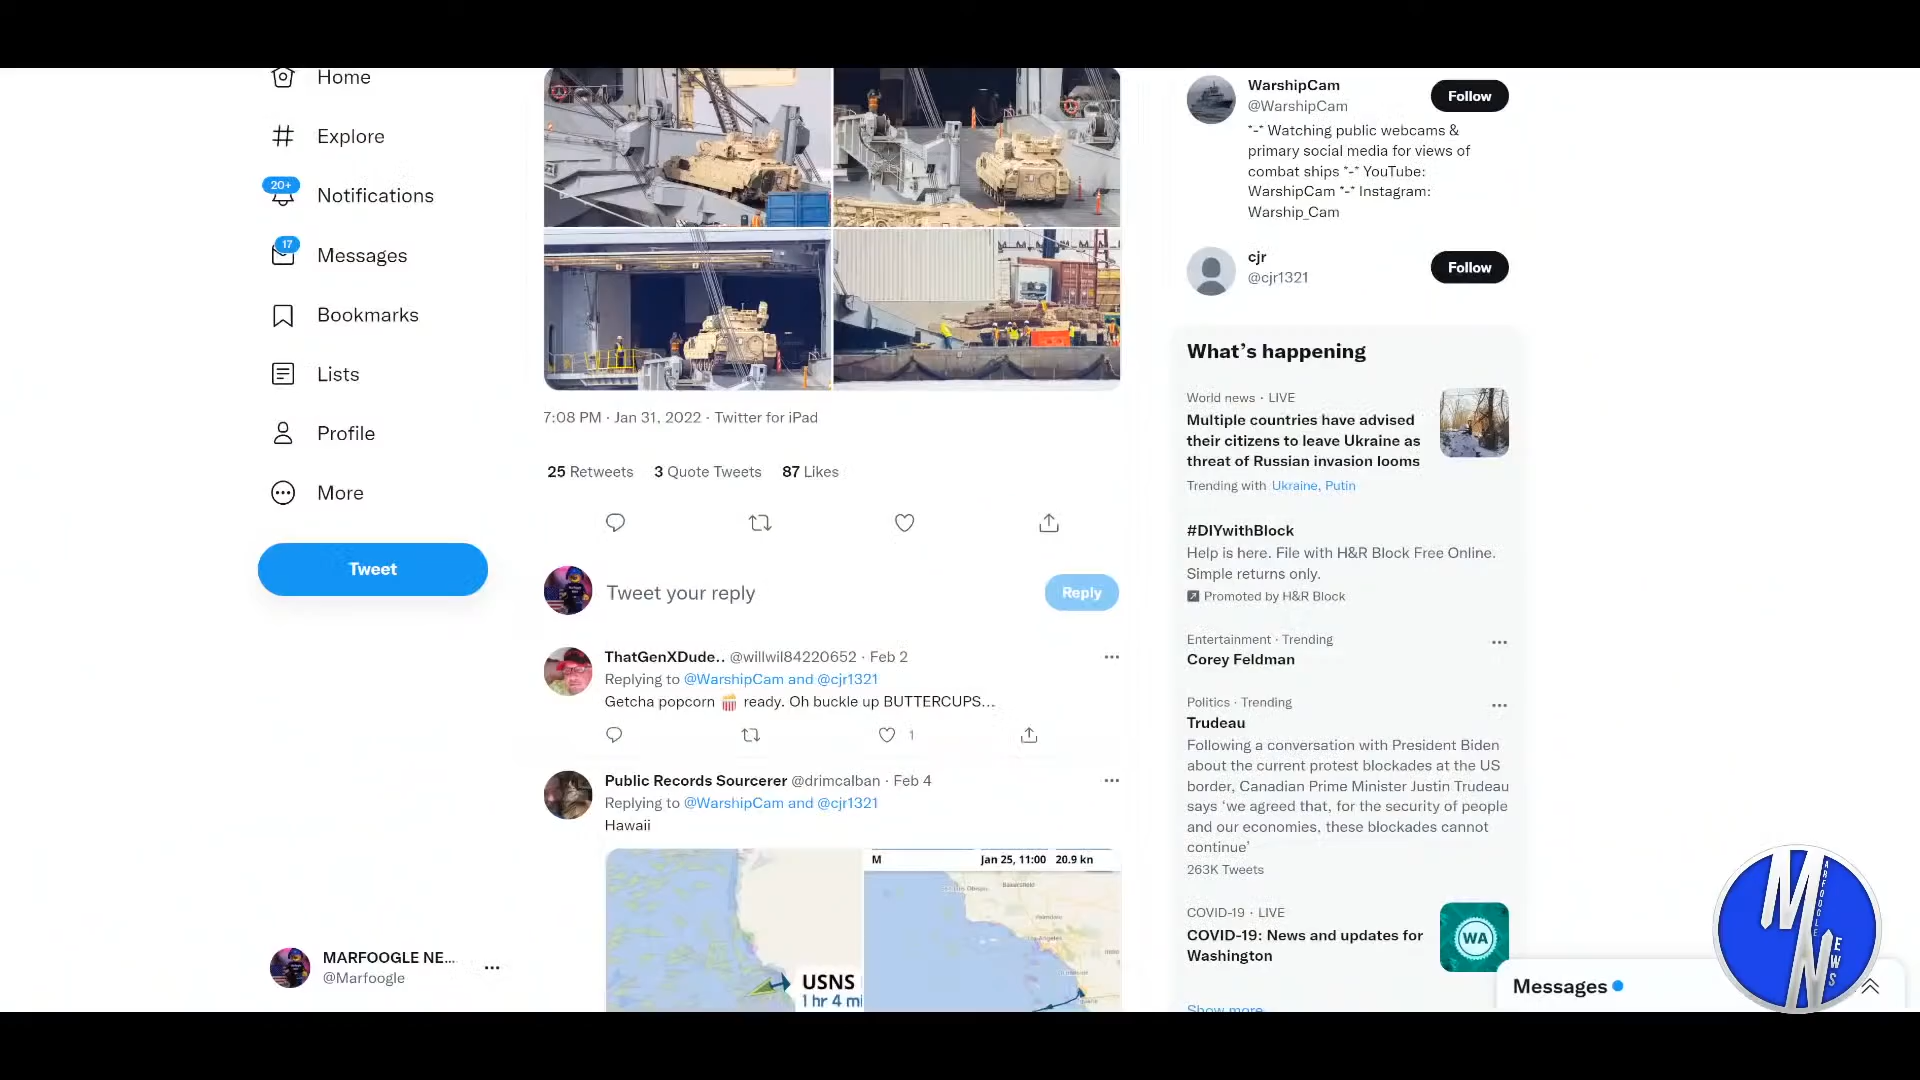 Home
Explore
20+
Notifications
17
Messages
Bookmarks
Lists
Profile
More
Tweet
MARFOOGLE NE...
@Marfoogle
7:08 PM · Jan 31, 2022 · Twitter for iPad
25 Retweets 3 Quote Tweets 87 Likes
Tweet your reply
Reply
ThatGenXDude.. @willwil84220652 · Feb 2
Replying to @WarshipCam and @cjr1321
Getcha popcorn 🍿 ready. Oh buckle up BUTTERCUPS...
1
Public Records Sourcerer @drimcalban · Feb 4
Replying to @WarshipCam and @cjr1321
Hawaii
M
Jan 25, 11:00 20.9 kn
USNS
1 hr 4 mi
WarshipCam
@WarshipCam
Follow
*-* Watching public webcams &
primary social media for views of
combat ships *-* YouTube:
WarshipCam *-* Instagram:
Warship_Cam
cjr
@cjr1321
Follow
What's happening
World news · LIVE
Multiple countries have advised
their citizens to leave Ukraine as
threat of Russian invasion looms
Trending with Ukraine, Putin
#DIYwithBlock
Help is here. File with H&R Block Free Online.
Simple returns only.
Promoted by H&R Block
Entertainment · Trending
Corey Feldman
Politics · Trending
Trudeau
Following a conversation with President Biden
about the current protest blockades at the US
border, Canadian Prime Minister Justin Trudeau
says 'we agreed that, for the security of people
and our economies, these blockades cannot
continue'
263K Tweets
COVID-19 · LIVE
COVID-19: News and updates for
Washington
WA
Show more
Messages
MARFOOGLE
NEWS